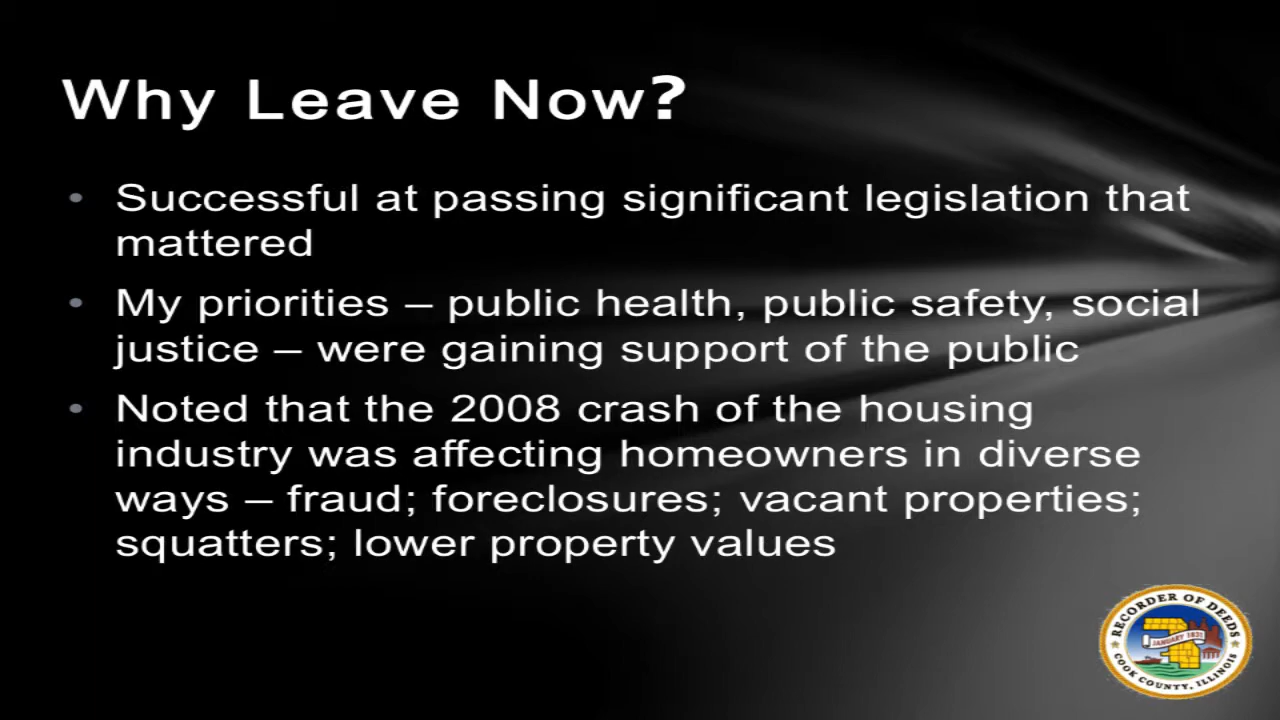 Why Leave Now?
• Successful at passing significant legislation that
mattered
• My priorities – public health, public safety, social
justice – were gaining support of the public
• Noted that the 2008 crash of the housing
industry was affecting homeowners in diverse
ways – fraud; foreclosures; vacant properties;
squatters; lower property values
RECORDER OF DEEDS
JANUARY 1831
COOK COUNTY, ILLINOIS